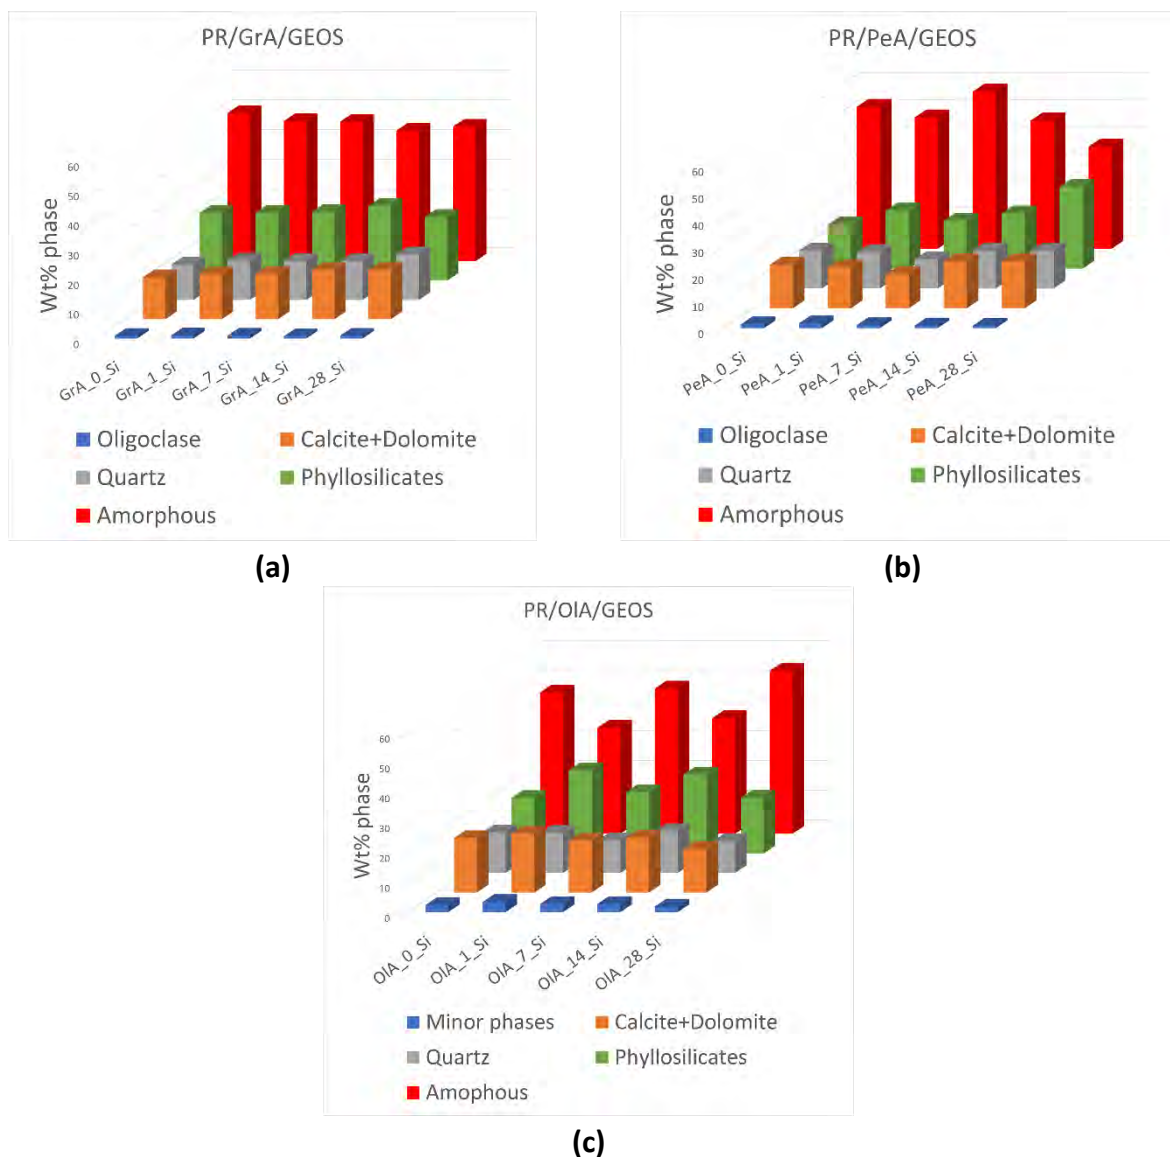 PR/GrA/GEOS
Wt% phase
60
50
40
30
20
10
0
GrA_0_Si
GrA_1_Si
GrA_7_Si
GrA_14_Si
GrA_28_Si
Oligoclase
Calcite+Dolomite
Quartz
Phyllosilicates
Amorphous
(a)
PR/PeA/GEOS
Wt% phase
60
50
40
30
20
10
0
PeA_0_Si
PeA_1_Si
PeA_7_Si
PeA_14_Si
PeA_28_Si
Oligoclase
Calcite+Dolomite
Quartz
Phyllosilicates
Amorphous
(b)
PR/OlA/GEOS
Wt% phase
60
50
40
30
20
10
0
OlA_0_Si
OlA_1_Si
OlA_7_Si
OlA_14_Si
OlA_28_Si
Minor phases
Calcite+Dolomite
Quartz
Phyllosilicates
Amophous
(c)